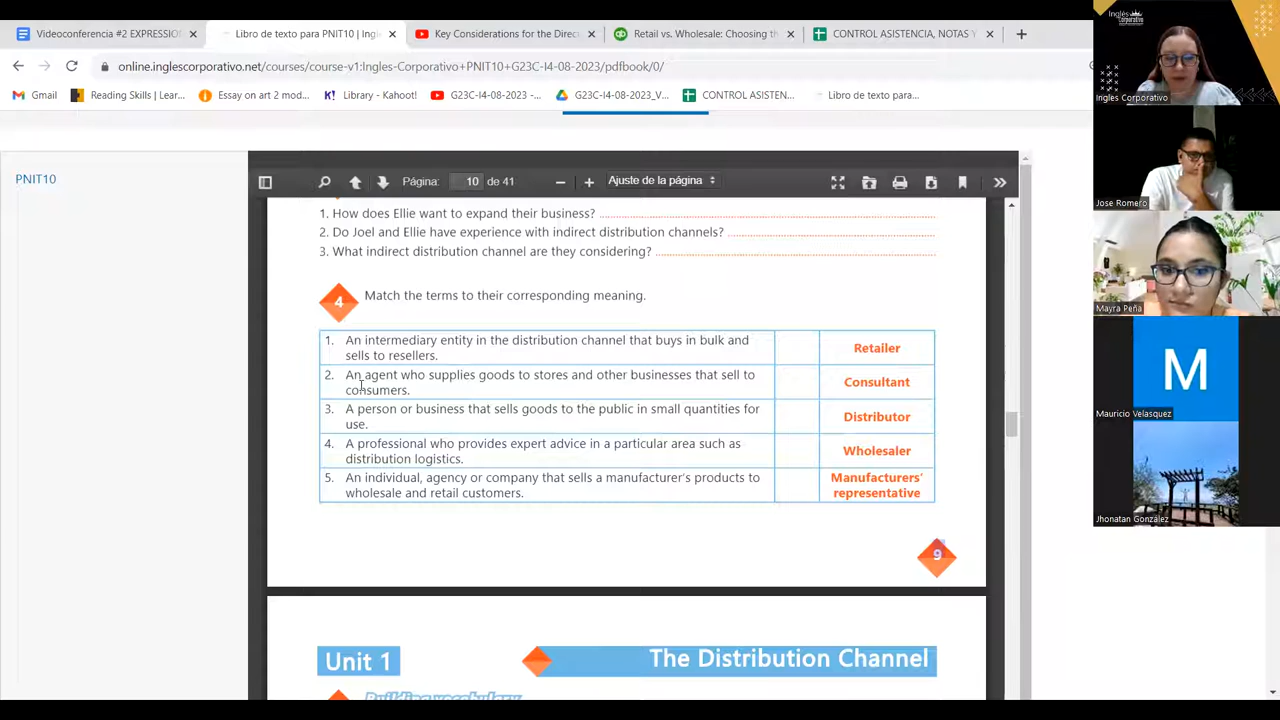 Videoconferencia #2 EXPRESSION
Libro de texto para PNIT10 | Ingl
Key Considerations for the Direc
Retail vs. Wholesale: Choosing th
CONTROL ASISTENCIA, NOTAS Y
online.inglescorporativo.net/courses/course-v1:Ingles-Corporativo+PNIT10+G23C-I4-08-2023/pdfbook/0/
Gmail
Reading Skills | Lear...
Essay on art 2 mod...
Library - Kahoot
-4-08-2023 -...
G23C-I4-08-2023_V...
CONTROL ASISTEN...
Libro de texto para...
PNIT10
Página: 10 de 41
Ajuste de la página
1. How does Ellie want to expand their business?
2. Do Joel and Ellie have experience with indirect distribution channels?
3. What indirect distribution channel are they considering?
4 Match the terms to their corresponding meaning.
1. An intermediary entity in the distribution channel that buys in bulk and
sells to resellers.
Retailer
2. An agent who supplies goods to stores and other businesses that sell to
consumers.
Consultant
3. A person or business that sells goods to the public in small quantities for
use.
Distributor
4. A professional who provides expert advice in a particular area such as
distribution logistics.
Wholesaler
5. An individual, agency or company that sells a manufacturer's products to
wholesale and retail customers.
Manufacturers'
representative
9
Unit 1
The Distribution Channel
Building vocabulary
Inglés
Corporativo
Ingles Corporativo
Jose Romero
Mayra Peña
M
Mauricio Velasquez
Jhonatan González